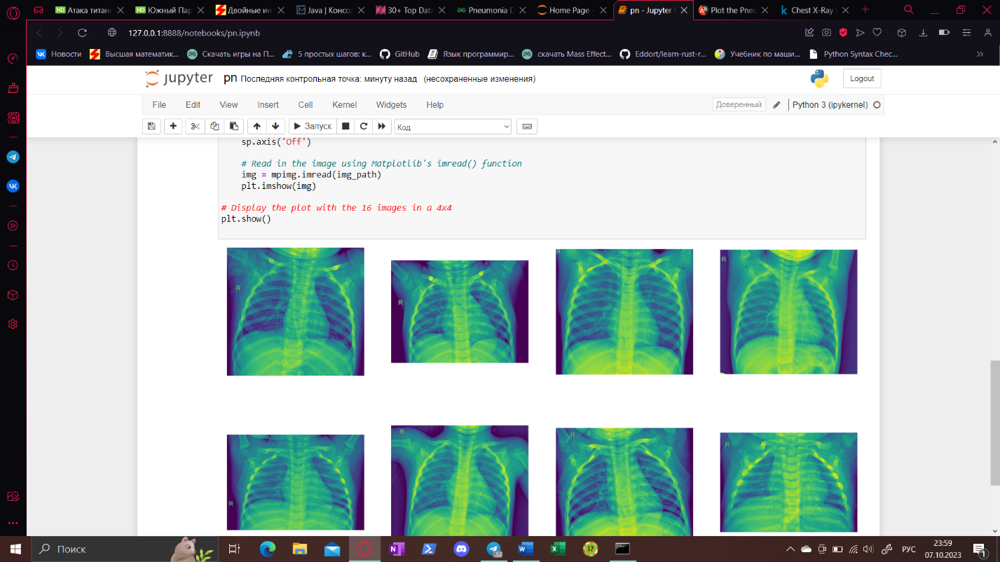 Атака титанс
Южный Пар
Двойные ин
Java | Консо
30+ Top Data
Pneumonia D
Home Page -
pn - Jupyter
Plot the Pneu
Chest X-Ray
127.0.0.1:8888/notebooks/pn.ipynb
Новости
Высшая математик...
Скачать игры на П...
5 простых шагов: к...
GitHub
Язык программир...
скачать Mass Effect...
Eddort/learn-rust-r...
Учебник по маши...
Python Syntax Chec...
jupyter pn Последняя контрольная точка: минуту назад (несохраненные изменения)
Logout
File Edit View Insert Cell Kernel Widgets Help
Доверенный
Python 3 (ipykernel)
Запуск
Код
sp.axis('Off')
# Read in the image using Matplotlib's imread() function
img = mpimg.imread(img_path)
plt.imshow(img)
# Display the plot with the 16 images in a 4x4
plt.show()
R
R
R
R
R
R
R
R
Поиск
РУС
23:59
07.10.2023